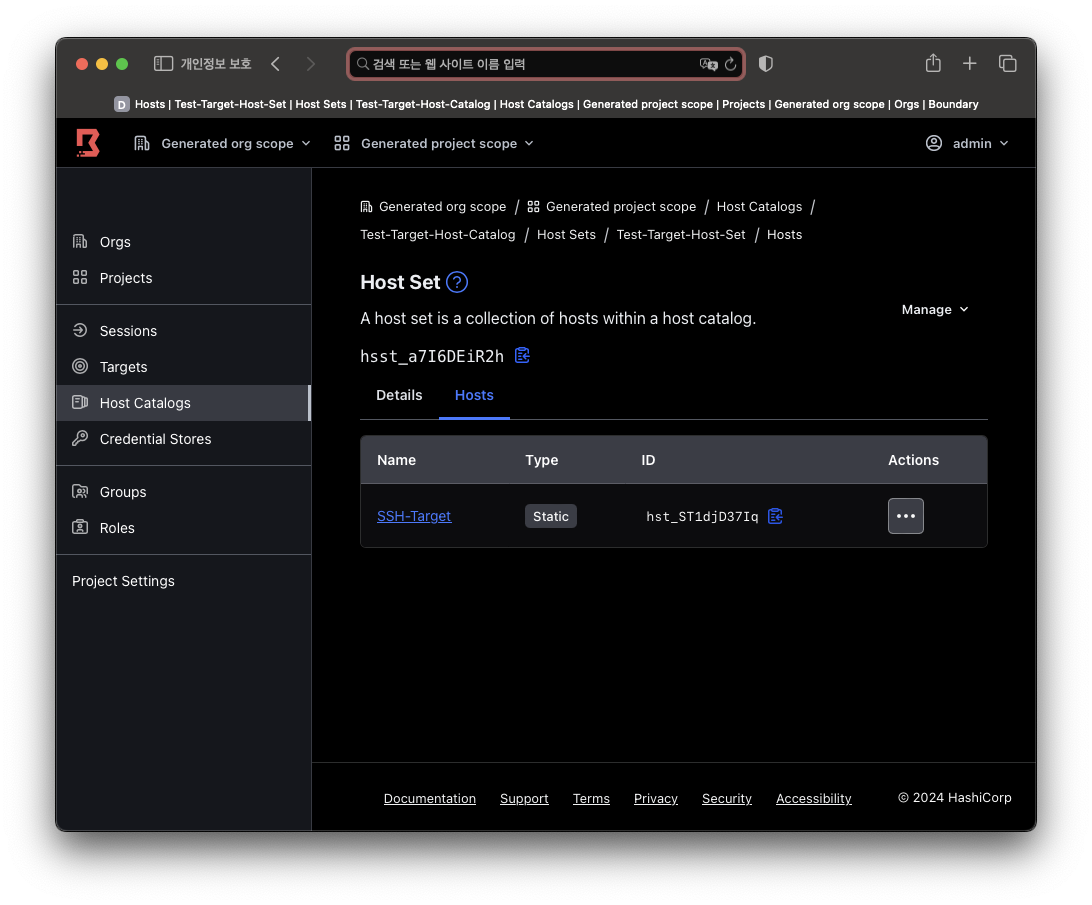 개인정보 보호
검색 또는 웹 사이트 이름 입력
D Hosts | Test-Target-Host-Set | Host Sets | Test-Target-Host-Catalog | Host Catalogs | Generated project scope | Projects | Generated org scope | Orgs | Boundary
Generated org scope
Generated project scope
admin
Orgs
Projects
Sessions
Targets
Host Catalogs
Credential Stores
Groups
Roles
Project Settings
Generated org scope / Generated project scope / Host Catalogs /
Test-Target-Host-Catalog / Host Sets / Test-Target-Host-Set / Hosts
Host Set ?
A host set is a collection of hosts within a host catalog.
Manage
hsst_a7I6DEiR2h
Details Hosts
Name Type ID Actions
SSH-Target Static hst_ST1djD37Iq
Documentation Support Terms Privacy Security Accessibility © 2024 HashiCorp